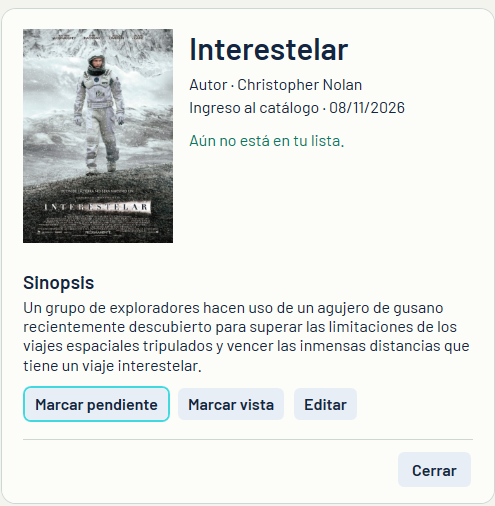 INTERESTELAR
Interestelar
Autor · Christopher Nolan
Ingreso al catálogo · 08/11/2026
Aún no está en tu lista.
Sinopsis
Un grupo de exploradores hacen uso de un agujero de gusano
recientemente descubierto para superar las limitaciones de los
viajes espaciales tripulados y vencer las inmensas distancias que
tiene un viaje interestelar.
Marcar pendiente
Marcar vista
Editar
Cerrar